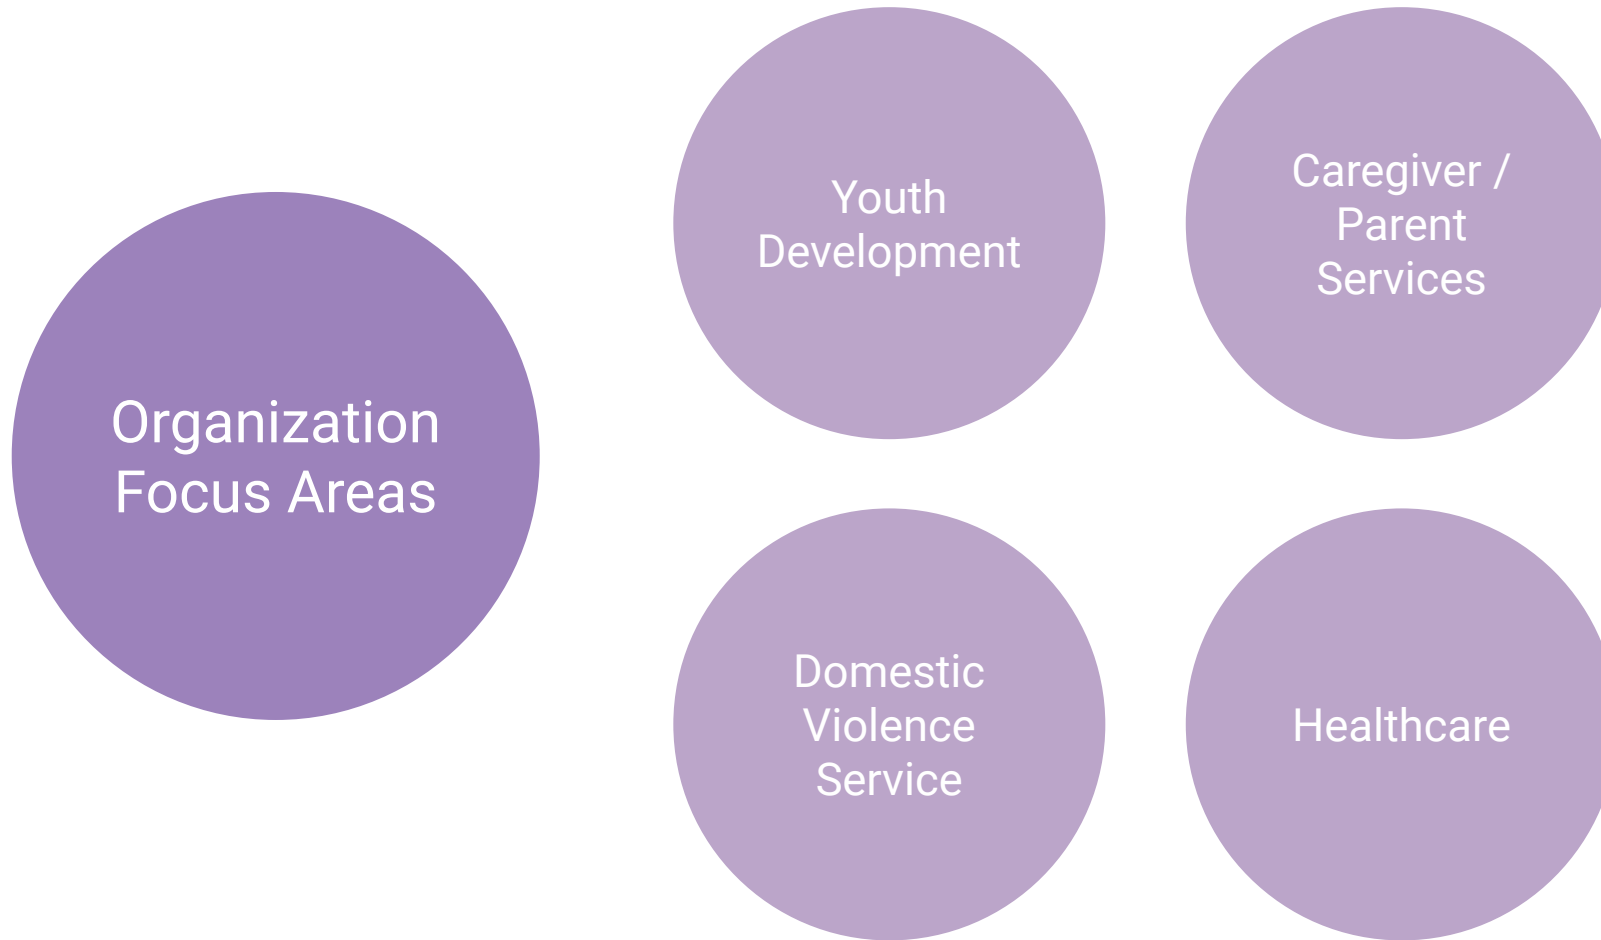 Organization
Focus Areas
Youth
Development
Caregiver /
Parent
Services
Domestic
Violence
Service
Healthcare